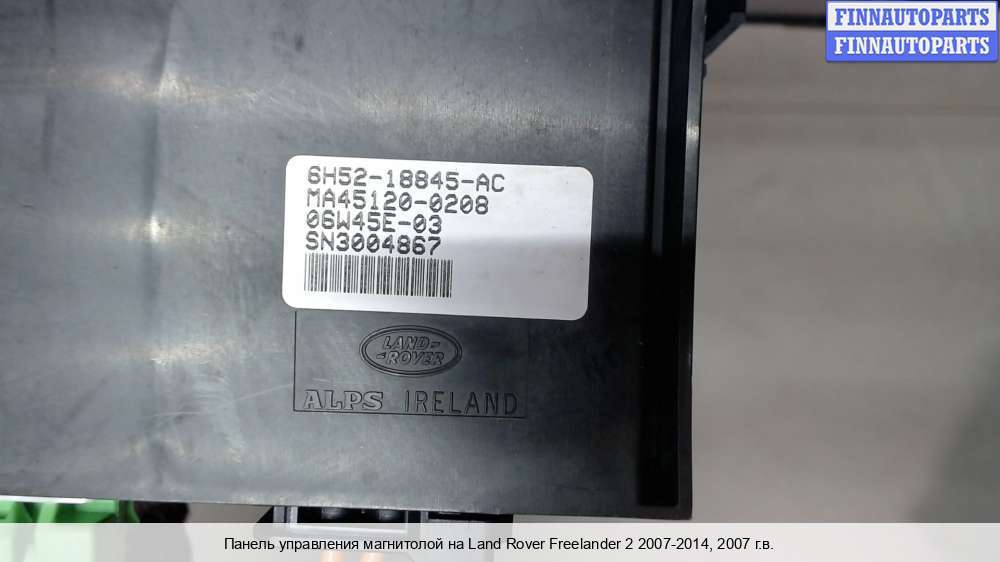 FINNAUTOPARTS
FINNAUTOPARTS
6H52-18845-AC
MA45120-0208
06W45E-03
SN3004867
LAND-
-ROVER
ALPS IRELAND
Панель управления магнитолой на Land Rover Freelander 2 2007-2014, 2007 г.в.